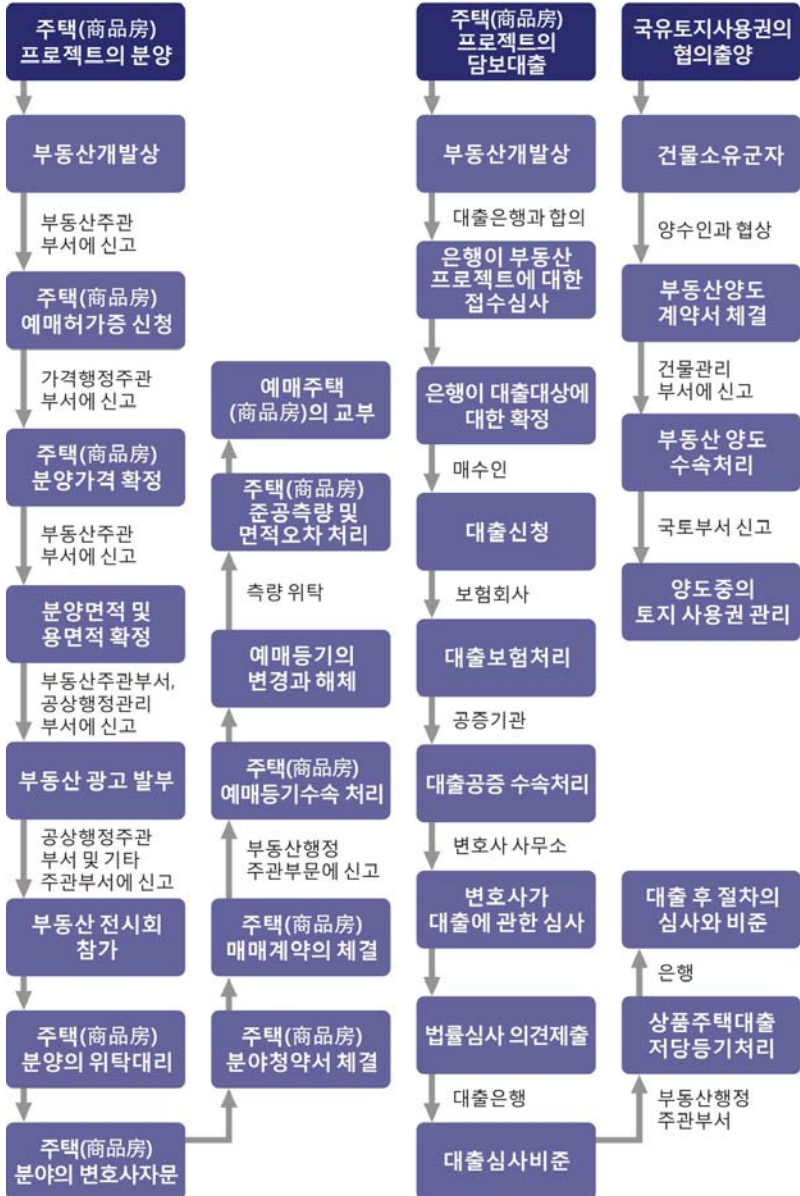 주택(商品房)
프로젝트의 분양
부동산개발상
부동산주관
부서에 신고
주택(商品房)
예매허가증 신청
가격행정주관
부서에 신고
주택(商品房)
분양가격 확정
부동산주관
부서에 신고
분양면적 및
용면적 확정
부동산주관부서,
공상행정관리
부서에 신고
부동산 광고 발부
공상행정주관
부서 및 기타
주관부서에 신고
부동산 전시회
참가
주택(商品房)
분양의 위탁대리
주택(商品房)
분야의 변호사자문
주택(商品房)
분야청약서 체결
주택(商品房)
매매계약의 체결
부동산행정
주관부문에 신고
주택(商品房)
예매등기수속 처리
예매등기의
변경과 해체
측량 위탁
주택(商品房)
준공측량 및
면적오차 처리
예매주택
(商品房)의 교부
주택(商品房)
프로젝트의
담보대출
부동산개발상
대출은행과 합의
은행이 부동산
프로젝트에 대한
접수심사
은행이 대출대상에
대한 확정
매수인
대출신청
보험회사
대출보험처리
공증기관
대출공증 수속처리
변호사 사무소
변호사가
대출에 관한 심사
법률심사 의견제출
대출은행
대출심사비준
부동산행정
주관부서
상품주택대출
저당등기처리
은행
대출 후 절차의
심사와 비준
국유토지사용권의
협의출양
건물소유군자
양수인과 협상
부동산양도
계약서 체결
건물관리
부서에 신고
부동산 양도
수속처리
국토부서 신고
양도중의
토지 사용권 관리